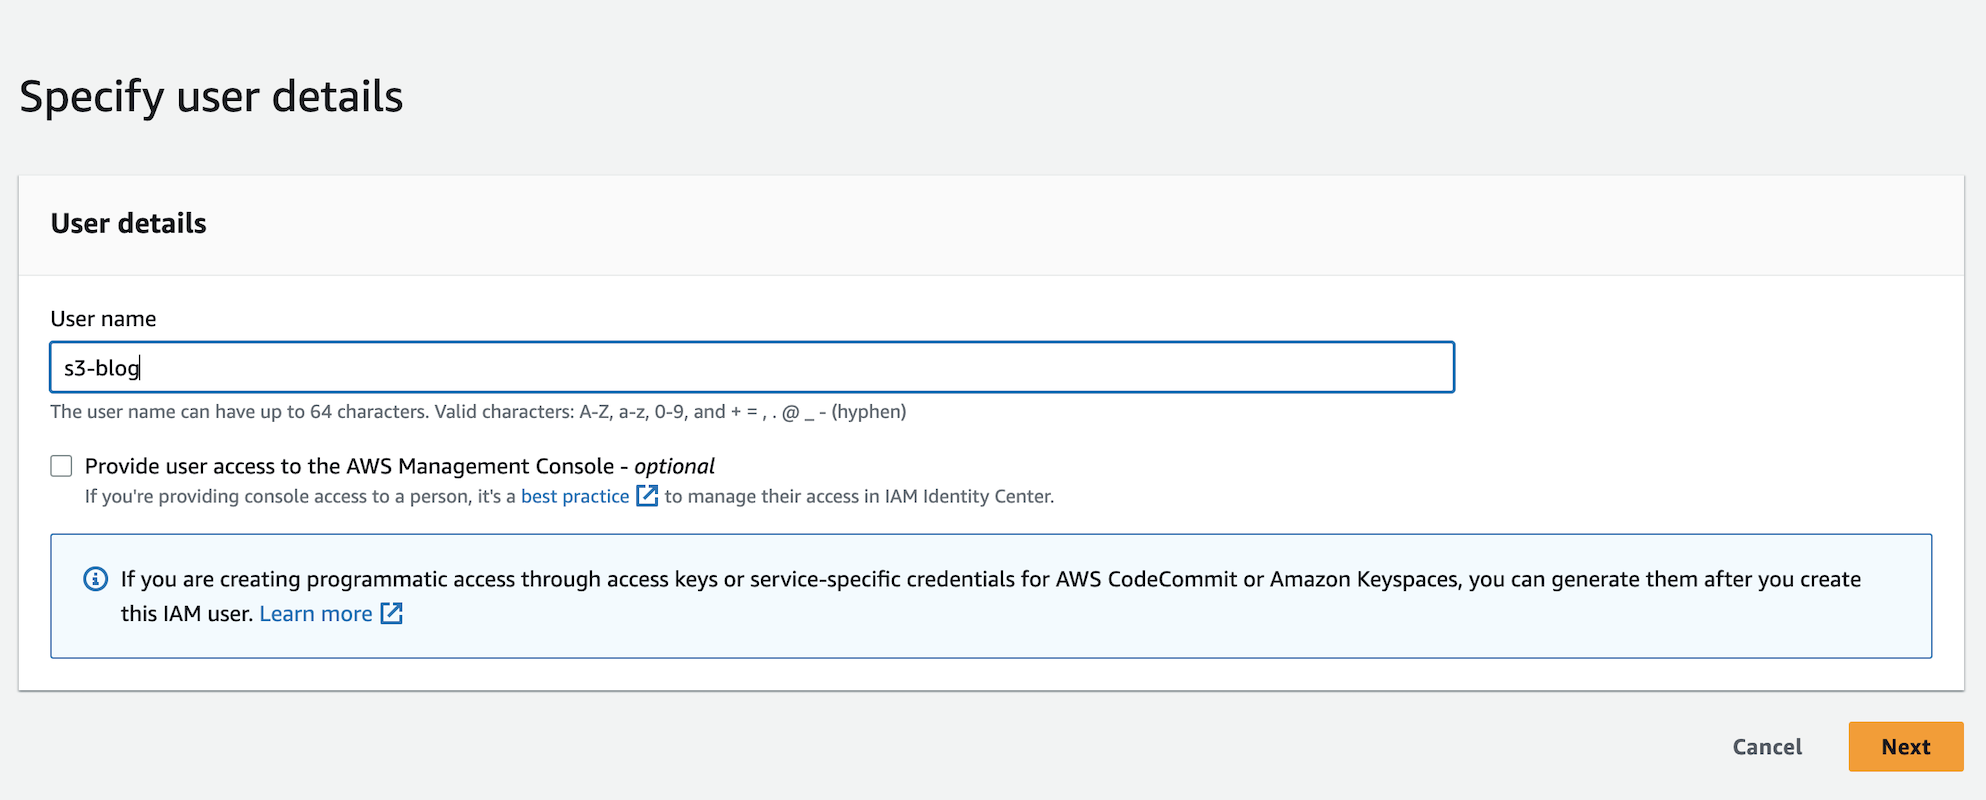 Specify user details
User details
User name
s3-blog
The user name can have up to 64 characters. Valid characters: A-Z, a-z, 0-9, and + = , . @ _ - (hyphen)
Provide user access to the AWS Management Console - optional
If you're providing console access to a person, it's a best practice to manage their access in IAM Identity Center.
If you are creating programmatic access through access keys or service-specific credentials for AWS CodeCommit or Amazon Keyspaces, you can generate them after you create
this IAM user. Learn more
Cancel
Next